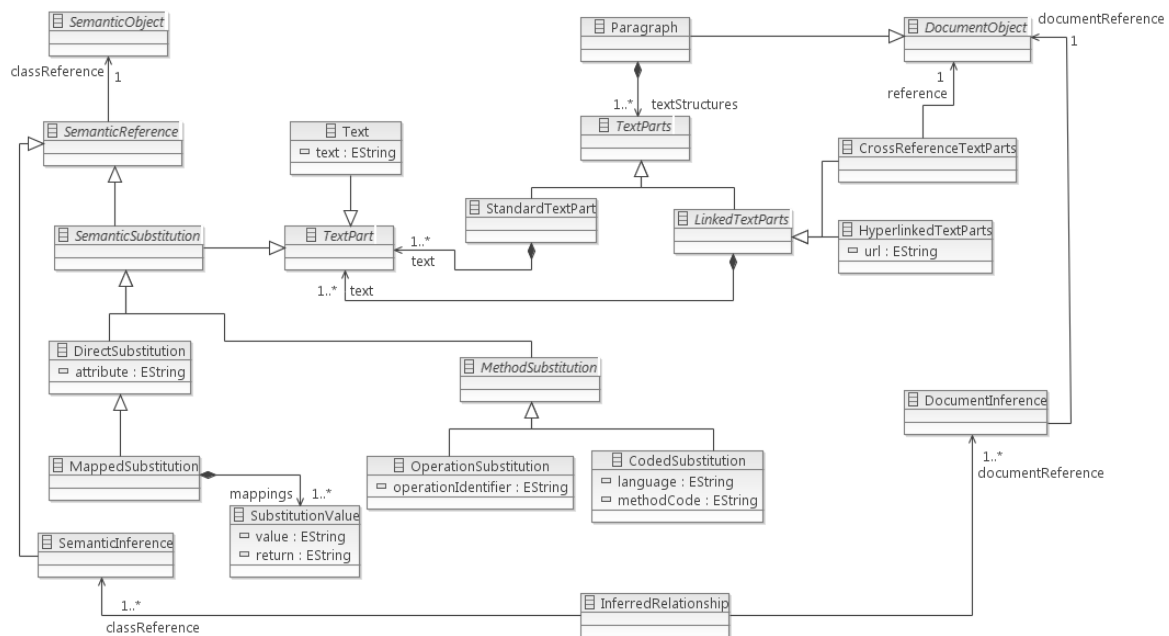 SemanticObject
classReference
1
SemanticReference
Text
text : EString
SemanticSubstitution
TextPart
Paragraph
1..* textStructures
TextParts
StandardTextPart
LinkedTextParts
1..*
text
1..* text
DocumentObject
documentReference
1
1
reference
CrossReferenceTextParts
HyperlinkedTextParts
url : EString
DirectSubstitution
attribute : EString
MethodSubstitution
MappedSubstitution
mappings 1..*
SubstitutionValue
value : EString
return : EString
OperationSubstitution
operationIdentifier : EString
CodedSubstitution
language : EString
methodCode : EString
DocumentInference
1..*
documentReference
SemanticInference
1..*
classReference
InferredRelationship